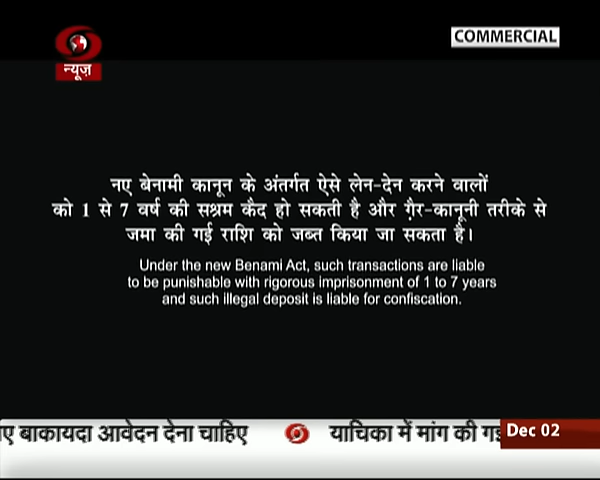 COMMERCIAL
न्यूज़
नए बेनामी कानून के अंतर्गत ऐसे लेन-देन करने वालों
को 1 से 7 वर्ष की सश्रम कैद हो सकती है और ग़ैर-कानूनी तरीके से
जमा की गई राशि को जब्त किया जा सकता है।
Under the new Benami Act, such transactions are liable
to be punishable with rigorous imprisonment of 1 to 7 years
and such illegal deposit is liable for confiscation.
बाकायदा आवेदन देना चाहिए याचिका में मांग की Dec 02